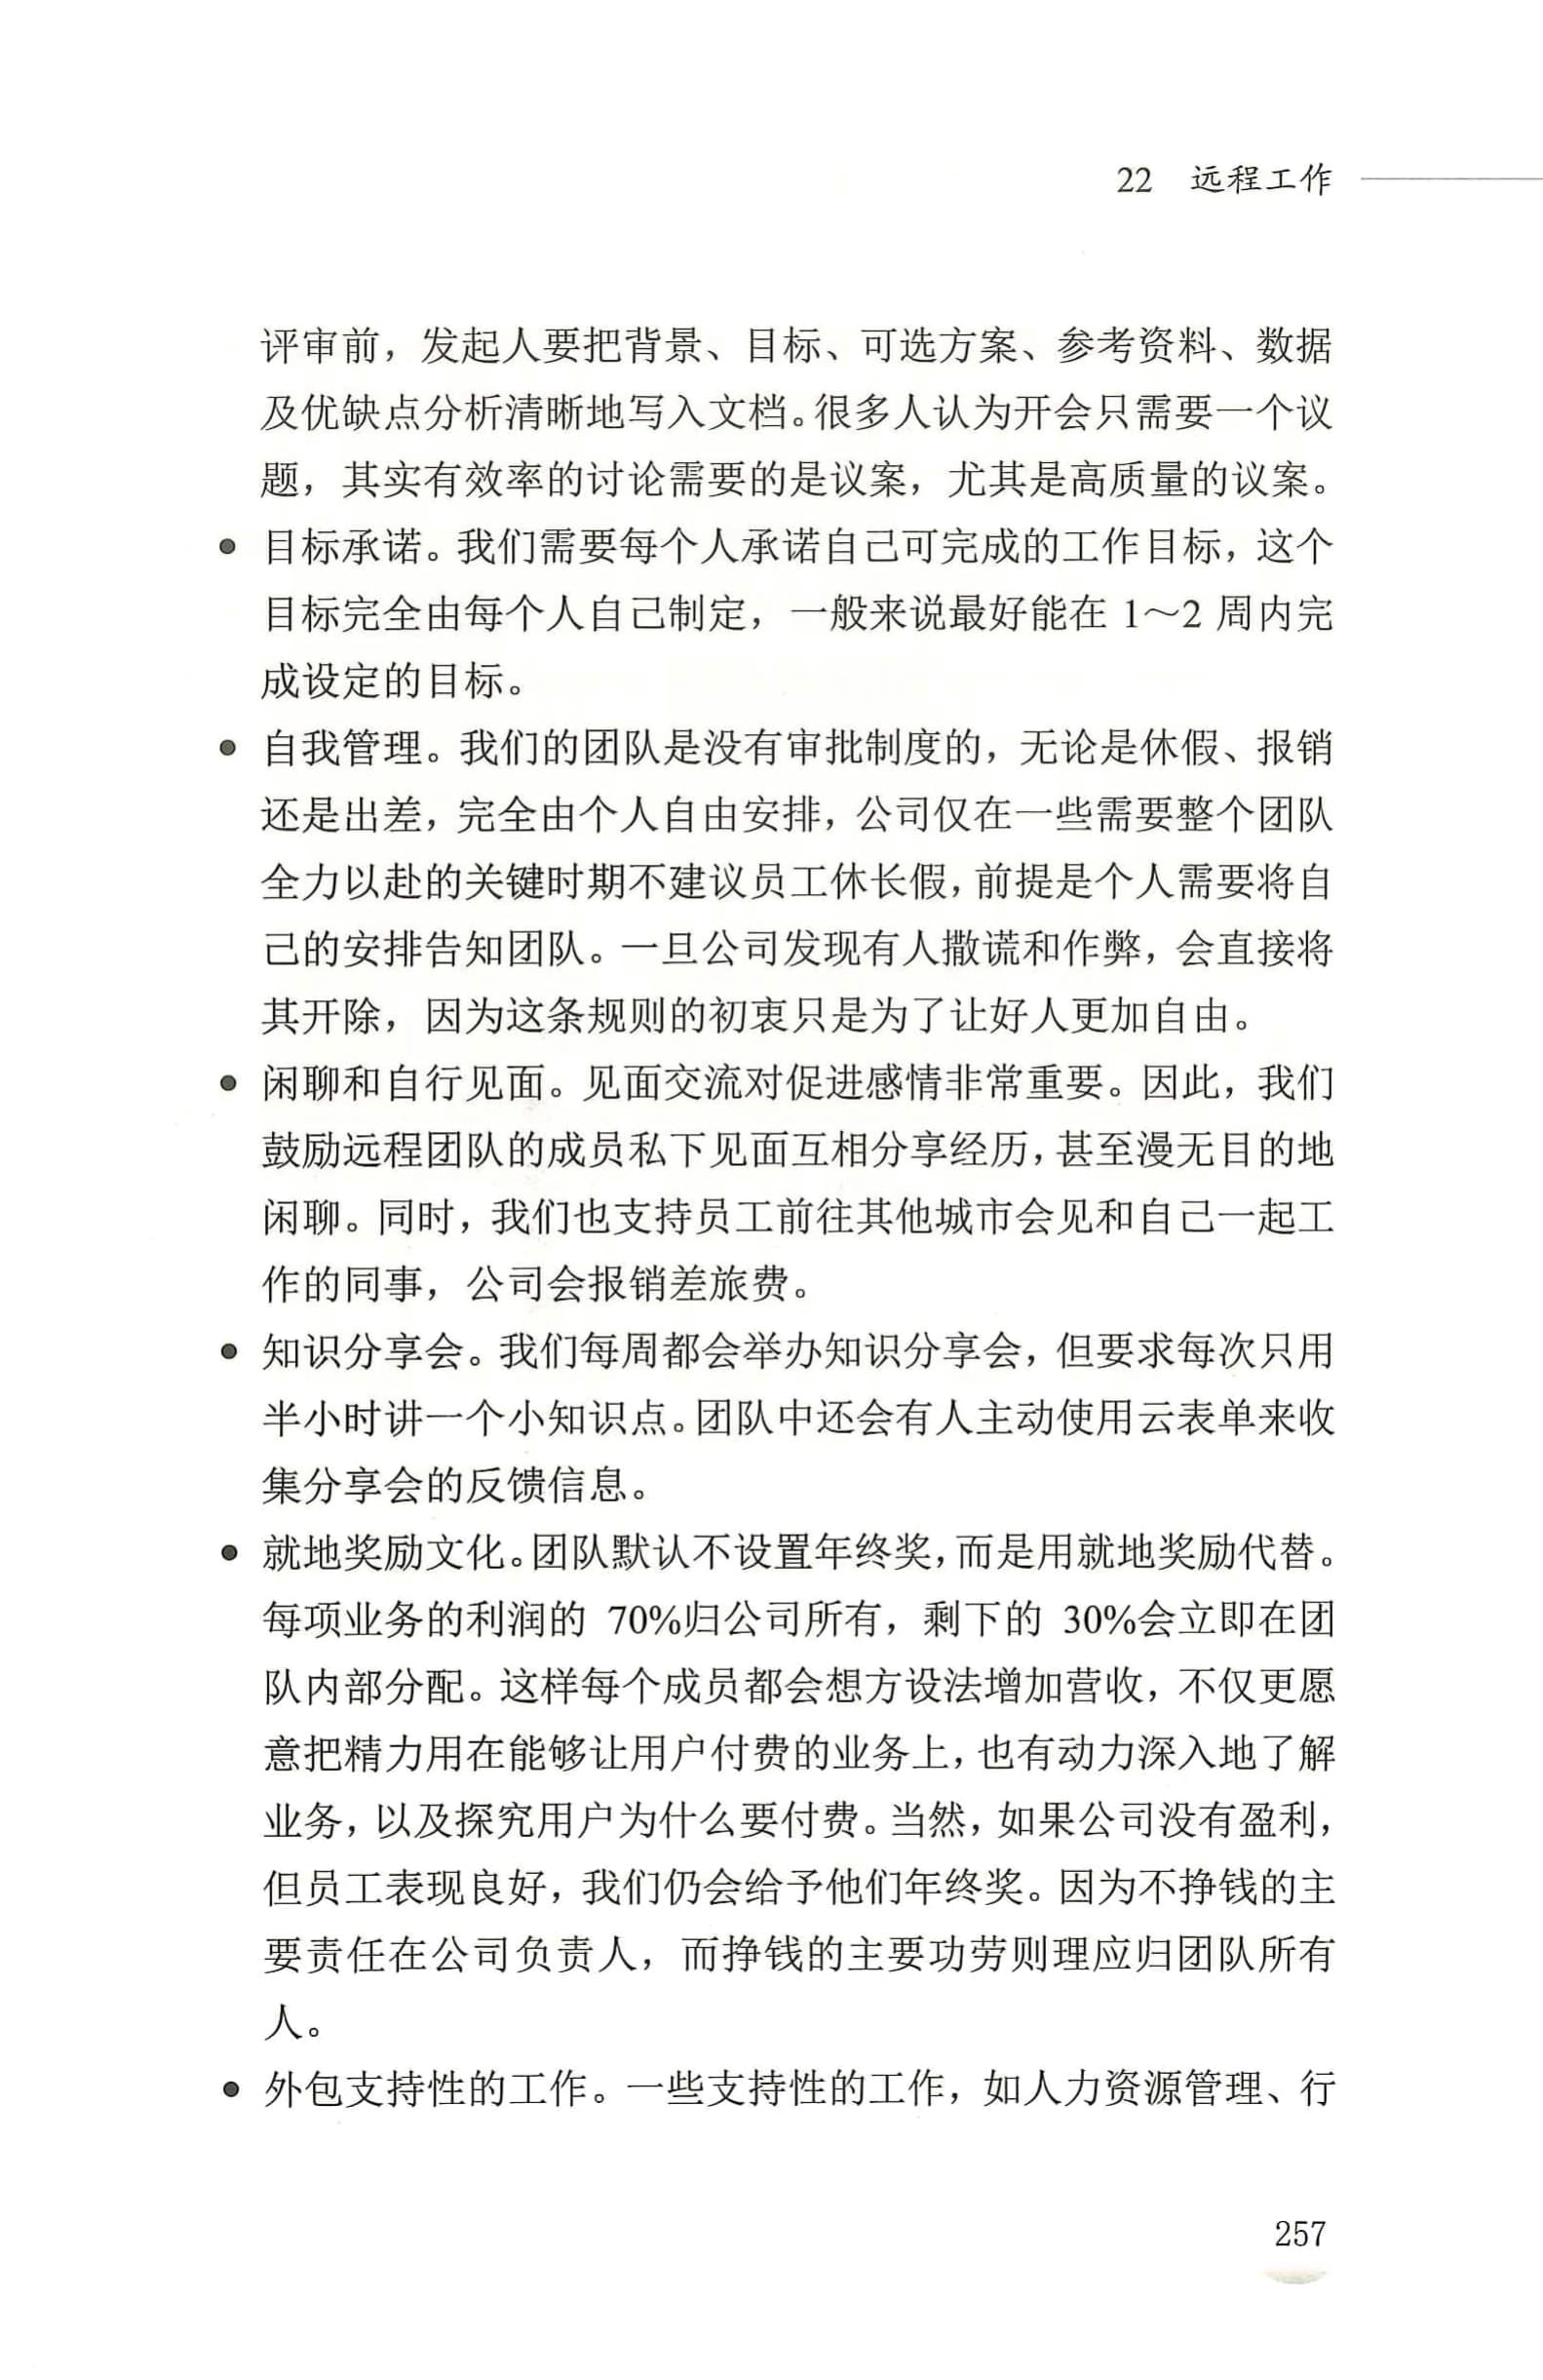 22 远程工作
评审前，发起人要把背景、目标、可选方案、参考资料、数据
及优缺点分析清晰地写入文档。很多人认为开会只需要一个议
题，其实有效率的讨论需要的是议案，尤其是高质量的议案。
● 目标承诺。我们需要每个人承诺自己可完成的工作目标，这个
目标完全由每个人自己制定，一般来说最好能在 1～2 周内完
成设定的目标。
● 自我管理。我们的团队是没有审批制度的，无论是休假、报销
还是出差，完全由个人自由安排，公司仅在一些需要整个团队
全力以赴的关键时期不建议员工休长假，前提是个人需要将自
己的安排告知团队。一旦公司发现有人撒谎和作弊，会直接将
其开除，因为这条规则的初衷只是为了让好人更加自由。
● 闲聊和自行见面。见面交流对促进感情非常重要。因此，我们
鼓励远程团队的成员私下见面互相分享经历，甚至漫无目的地
闲聊。同时，我们也支持员工前往其他城市会见和自己一起工
作的同事，公司会报销差旅费。
● 知识分享会。我们每周都会举办知识分享会，但要求每次只用
半小时讲一个小知识点。团队中还会有人主动使用云表单来收
集分享会的反馈信息。
● 就地奖励文化。团队默认不设置年终奖，而是用就地奖励代替。
每项业务的利润的 70%归公司所有，剩下的 30%会立即在团
队内部分配。这样每个成员都会想方设法增加营收，不仅更愿
意把精力用在能够让用户付费的业务上，也有动力深入地了解
业务，以及探究用户为什么要付费。当然，如果公司没有盈利，
但员工表现良好，我们仍会给予他们年终奖。因为不挣钱的主
要责任在公司负责人，而挣钱的主要功劳则理应归团队所有
人。
● 外包支持性的工作。一些支持性的工作，如人力资源管理、行
257